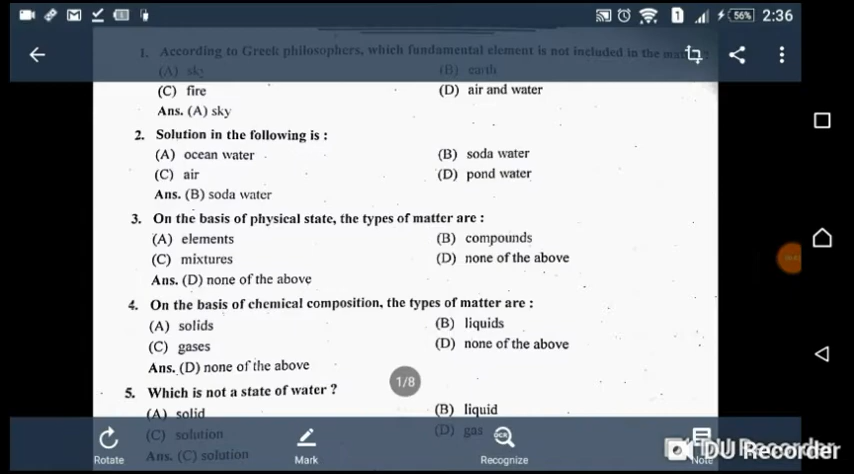 56% 2:36
1. According to Greek philosophers, which fundamental element is not included in the
(A) sky (B) earth
(C) fire (D) air and water
Ans. (A) sky
2. Solution in the following is :
(A) ocean water (B) soda water
(C) air (D) pond water
Ans. (B) soda water
3. On the basis of physical state, the types of matter are :
(A) elements (B) compounds
(C) mixtures (D) none of the above
Ans. (D) none of the above
4. On the basis of chemical composition, the types of matter are :
(A) solids (B) liquids
(C) gases (D) none of the above
Ans. (D) none of the above
1/8
5. Which is not a state of water ?
(A) solid (B) liquid
(C) solution (D) gas
Ans. (C) solution
Rotate Mark OCR Recognize Note
DU Recorder